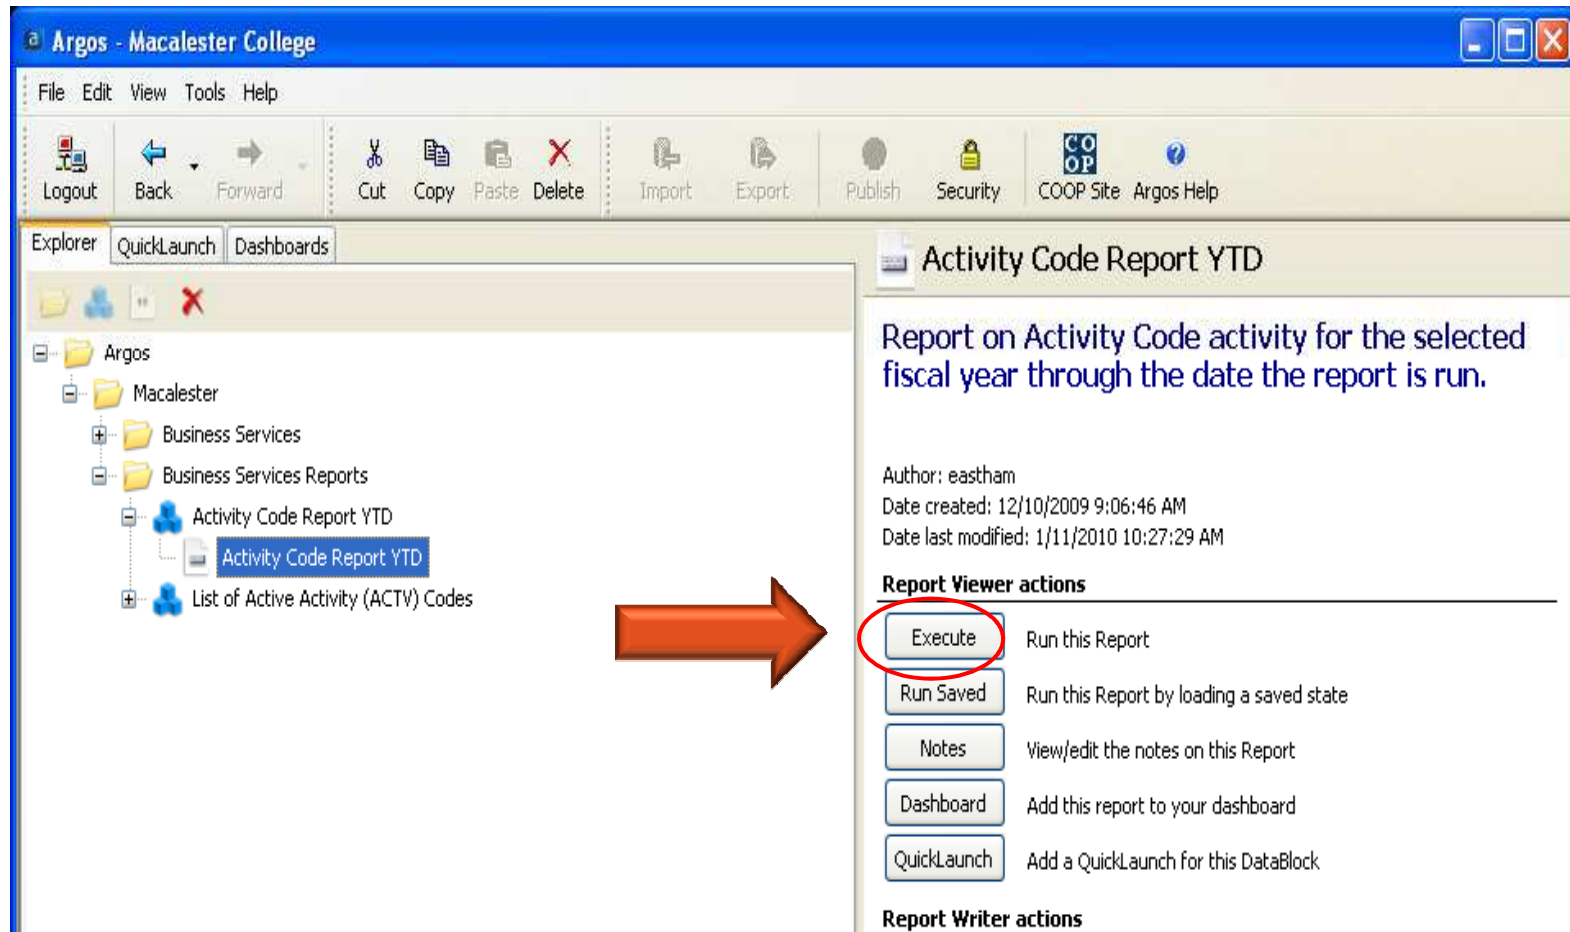 Argos - Macalester College
File Edit View Tools Help
Logout Back Forward Cut Copy Paste Delete Import Export Publish Security COOP Site Argos Help
CO
OP
Explorer QuickLaunch Dashboards
Argos
Macalester
Business Services
Business Services Reports
Activity Code Report YTD
Activity Code Report YTD
List of Active Activity (ACTV) Codes
Activity Code Report YTD
Report on Activity Code activity for the selected
fiscal year through the date the report is run.
Author: eastham
Date created: 12/10/2009 9:06:46 AM
Date last modified: 1/11/2010 10:27:29 AM
Report Viewer actions
Execute Run this Report
Run Saved Run this Report by loading a saved state
Notes View/edit the notes on this Report
Dashboard Add this report to your dashboard
QuickLaunch Add a QuickLaunch for this DataBlock
Report Writer actions